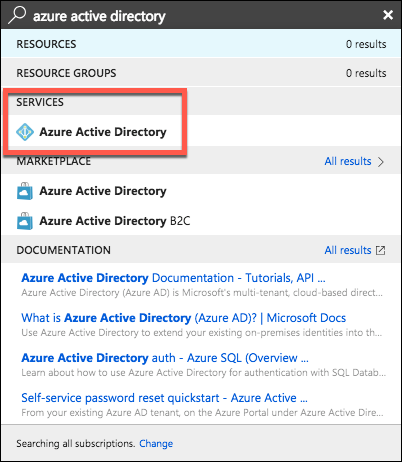 azure active directory
RESOURCES 0 results
RESOURCE GROUPS 0 results
SERVICES
Azure Active Directory
MARKETPLACE All results
Azure Active Directory
Azure Active Directory B2C
DOCUMENTATION All results
Azure Active Directory Documentation - Tutorials, API ...
Azure Active Directory (Azure AD) is Microsoft's multi-tenant, cloud-based direct...
What is Azure Active Directory (Azure AD)? | Microsoft Docs
Use Azure Active Directory to extend your existing on-premises identities into th...
Azure Active Directory auth - Azure SQL (Overview ...
Learn about how to use Azure Active Directory for authentication with SQL Datab...
Self-service password reset quickstart - Azure Active ...
From your existing Azure AD tenant, on the Azure Portal under Azure Active Dire...
Searching all subscriptions. Change